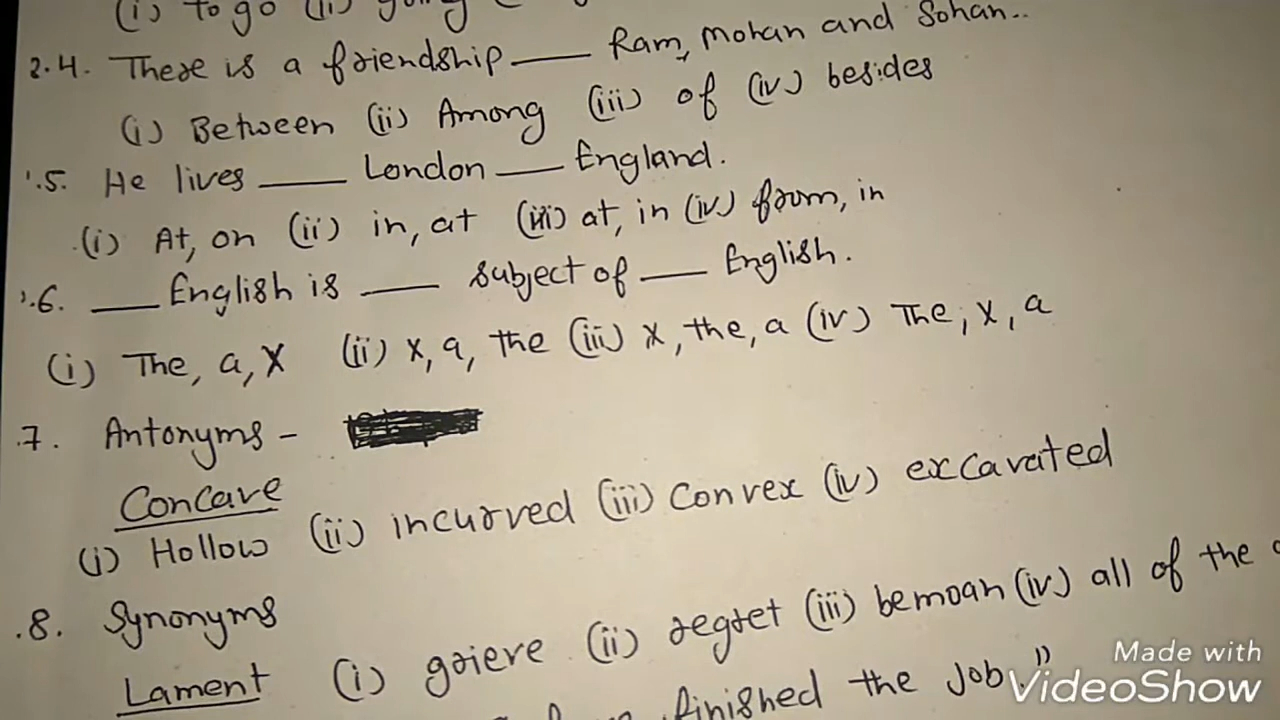 (i) to go (ii)
2.4. There is a friendship ___ Ram, Mohan and Sohan..
(i) Between (ii) Among (iii) of (iv) besides
.5. He lives ___ London ___ England.
(i) At, on (ii) in, at (iii) at, in (iv) from, in
.6. ___ English is ___ subject of ___ English.
(i) The, a, X (ii) X, a, the (iii) X, the, a (iv) The, X, a
.7. Antonyms -
Concave
(i) Hollow (ii) incurved (iii) Convex (iv) excavated
.8. Synonyms
Lament (i) grieve (ii) regret (iii) bemoan (iv) all of the
finished the job."
Made with
VideoShow